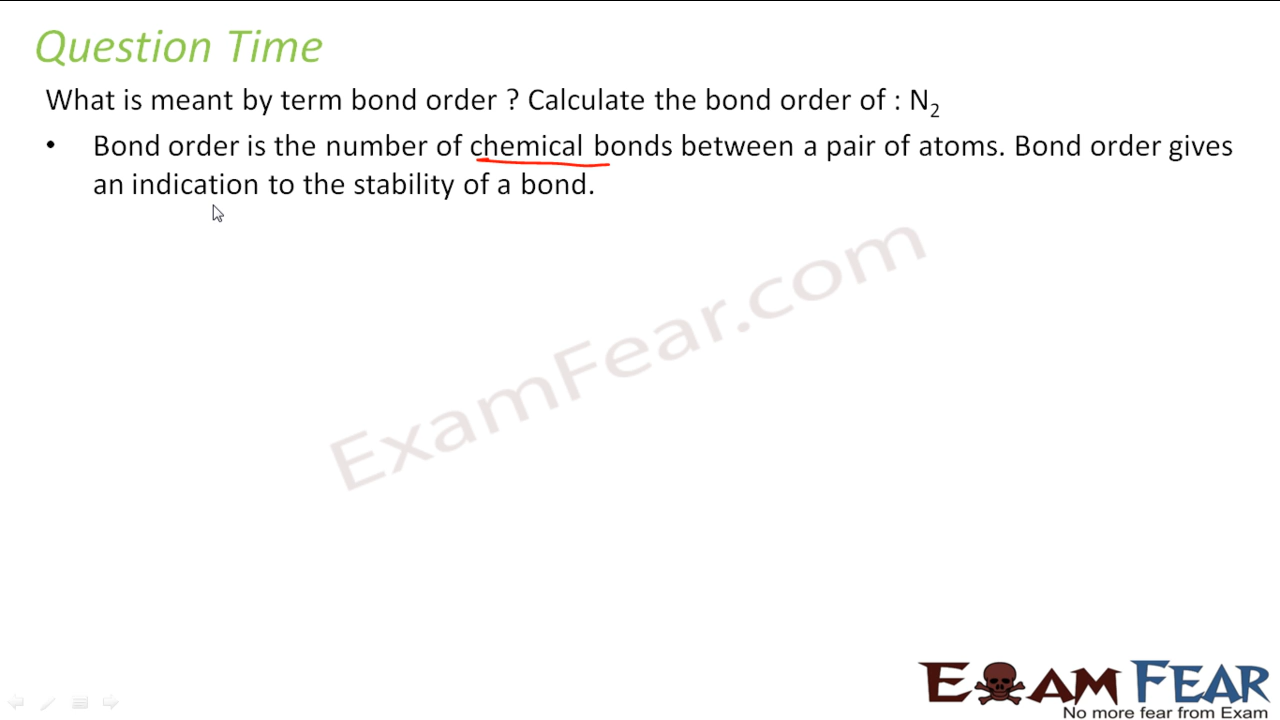 Question Time
What is meant by term bond order ? Calculate the bond order of : N₂
• Bond order is the number of chemical bonds between a pair of atoms. Bond order gives
an indication to the stability of a bond.
ExamFear.com
EXAM FEAR
No more fear from Exam